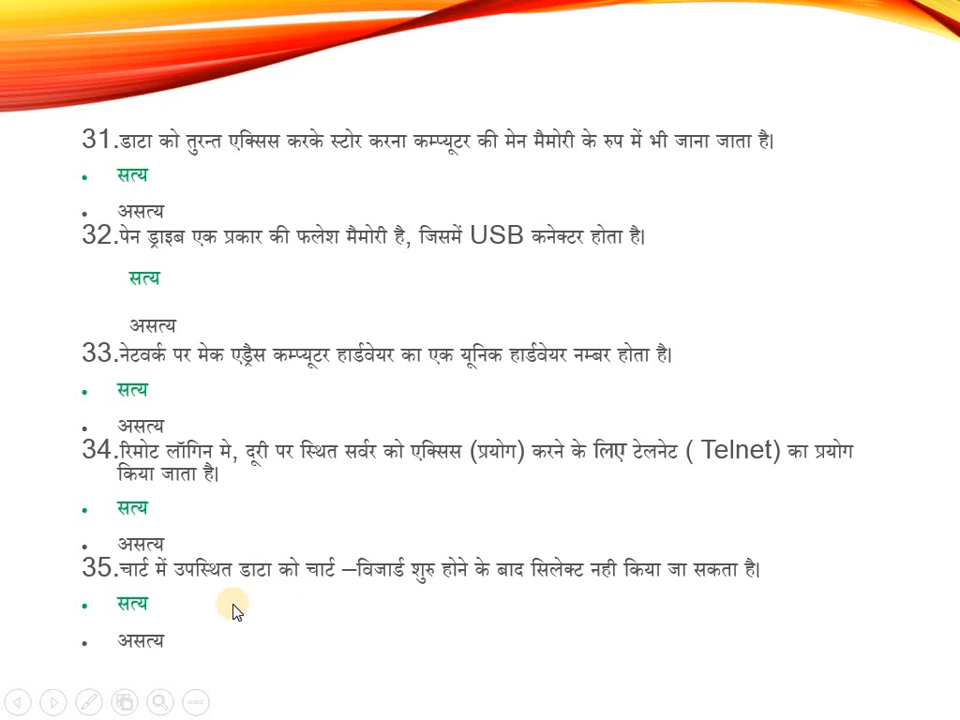 31.डाटा को तुरन्त एक्सिस करके स्टोर करना कम्प्यूटर की मेन मैमोरी के रुप में भी जाना जाता है।
• सत्य
• असत्य
32.पेन ड्राइब एक प्रकार की फलेश मैमोरी है, जिसमें USB कनेक्टर होता है।
सत्य
असत्य
33.नेटवर्क पर मेक एड्रैस कम्प्यूटर हार्डवेयर का एक यूनिक हार्डवेयर नम्बर होता है।
• सत्य
• असत्य
34.रिमोट लॉगिन मे, दूरी पर स्थित सर्वर को एक्सिस (प्रयोग) करने के लिए टेलनेट ( Telnet) का प्रयोग
किया जाता है।
• सत्य
• असत्य
35.चार्ट में उपस्थित डाटा को चार्ट –विजार्ड शुरु होने के बाद सिलेक्ट नही किया जा सकता है।
• सत्य
• असत्य